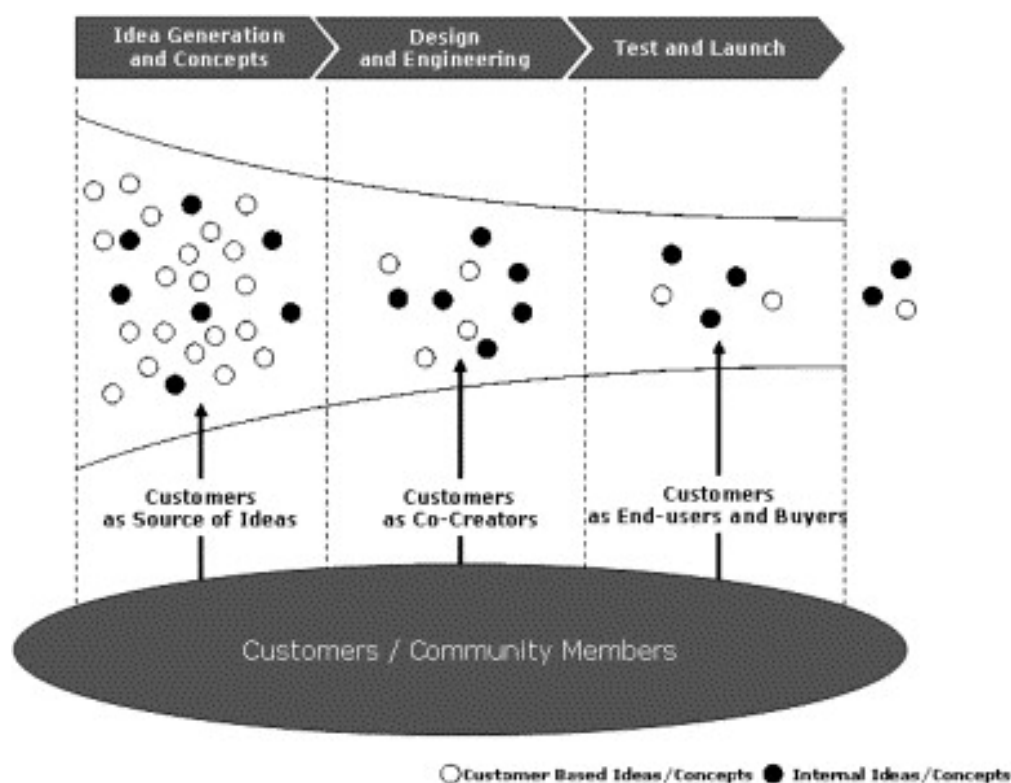 Idea Generation
and Concepts
Design
and Engineering
Test and Launch
Customers
as Source of Ideas
Customers
as Co-Creators
Customers
as End-users and Buyers
Customers / Community Members
Customer Based Ideas/Concepts
Internal Ideas/Concepts